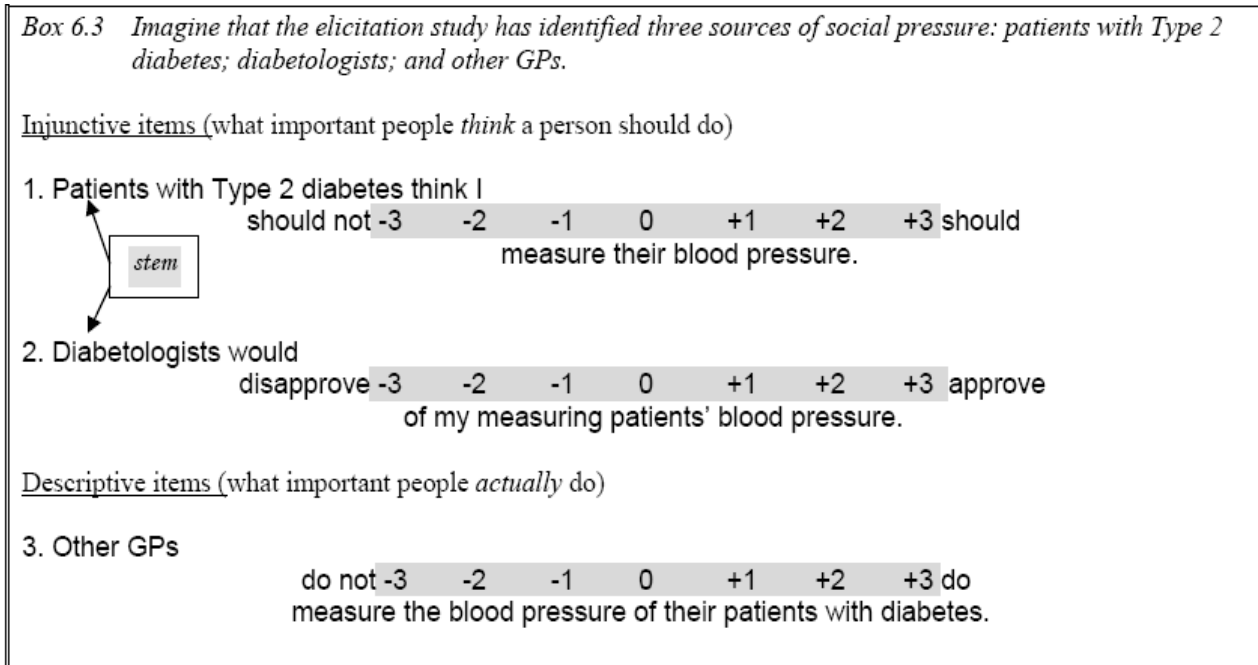 Box 6.3 Imagine that the elicitation study has identified three sources of social pressure: patients with Type 2
diabetes; diabetologists; and other GPs.
Injunctive items (what important people think a person should do)
1. Patients with Type 2 diabetes think I
should not -3 -2 -1 0 +1 +2 +3 should
measure their blood pressure.
stem
2. Diabetologists would
disapprove -3 -2 -1 0 +1 +2 +3 approve
of my measuring patients’ blood pressure.
Descriptive items (what important people actually do)
3. Other GPs
do not -3 -2 -1 0 +1 +2 +3 do
measure the blood pressure of their patients with diabetes.